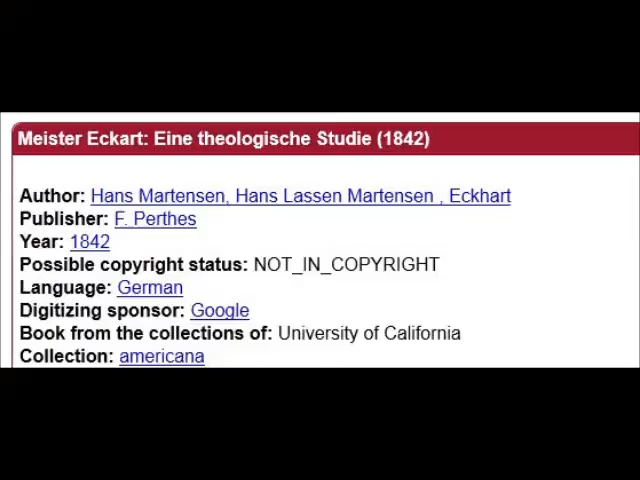 Meister Eckart: Eine theologische Studie (1842)
Author: Hans Martensen, Hans Lassen Martensen , Eckhart
Publisher: F. Perthes
Year: 1842
Possible copyright status: NOT_IN_COPYRIGHT
Language: German
Digitizing sponsor: Google
Book from the collections of: University of California
Collection: americana